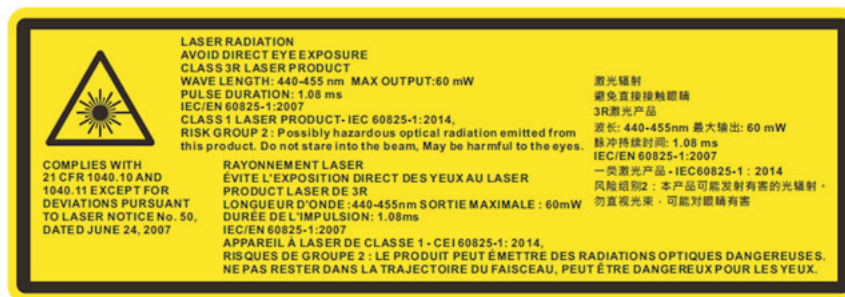 LASER RADIATION
AVOID DIRECT EYE EXPOSURE
CLASS 3R LASER PRODUCT
WAVE LENGTH: 440-455 nm MAX OUTPUT:60 mW
PULSE DURATION: 1.08 ms
IEC/EN 60825-1:2007
CLASS 1 LASER PRODUCT- IEC 60825-1:2014,
RISK GROUP 2 : Possibly hazardous optical radiation emitted from
this product. Do not stare into the beam, May be harmful to the eyes.
激光辐射
避免直接接触眼睛
3R激光产品
波长: 440-455nm 最大输出: 60 mW
脉冲持续时间: 1.08 ms
IEC/EN 60825-1:2007
一类激光产品 - IEC60825-1：2014
风险组别2：本产品可能发射有害的光辐射，
勿直视光束，可能对眼睛有害
COMPLIES WITH
21 CFR 1040.10 AND
1040.11 EXCEPT FOR
DEVIATIONS PURSUANT
TO LASER NOTICE No. 50,
DATED JUNE 24, 2007
RAYONNEMENT LASER
ÉVITE L'EXPOSITION DIRECT DES YEUX AU LASER
PRODUCT LASER DE 3R
LONGUEUR D'ONDE :440-455nm SORTIE MAXIMALE : 60mW
DURÉE DE L'IMPULSION: 1.08ms
IEC/EN 60825-1:2007
APPAREIL À LASER DE CLASSE 1 - CEI 60825-1: 2014,
RISQUES DE GROUPE 2 : LE PRODUIT PEUT ÉMETTRE DES RADIATIONS OPTIQUES DANGEREUSES.
NE PAS RESTER DANS LA TRAJECTOIRE DU FAISCEAU, PEUT ÊTRE DANGEREUX POUR LES YEUX.